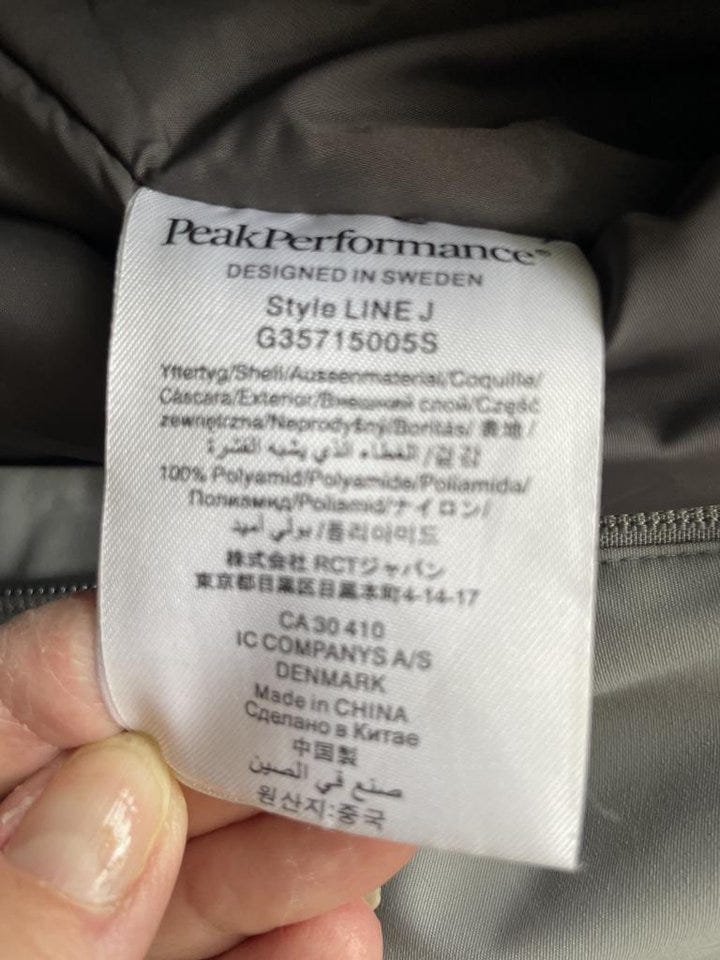 PeakPerformance®
DESIGNED IN SWEDEN
Style LINE J
G35715005S
Yttertyg/Shell/Aussenmaterial/Coquille/
Cáscara/Exterior/Внешний слой/Część
zewnętrzna/Neprodyšný/Borítás/ 表地 /
겉감/ الغطاء الذي يشبه القشرة/
100% Polyamid/Polyamide/Poliamida/
Полиамид/Poliamid/ナイロン/
폴리아미드/ بولي أميد
株式会社 RCTジャパン
東京都目黒区目黒本町4-14-17
CA 30 410
IC COMPANYS A/S
DENMARK
Made in CHINA
Сделано в Китае
中国製
صنع في الصين
원산지:중국